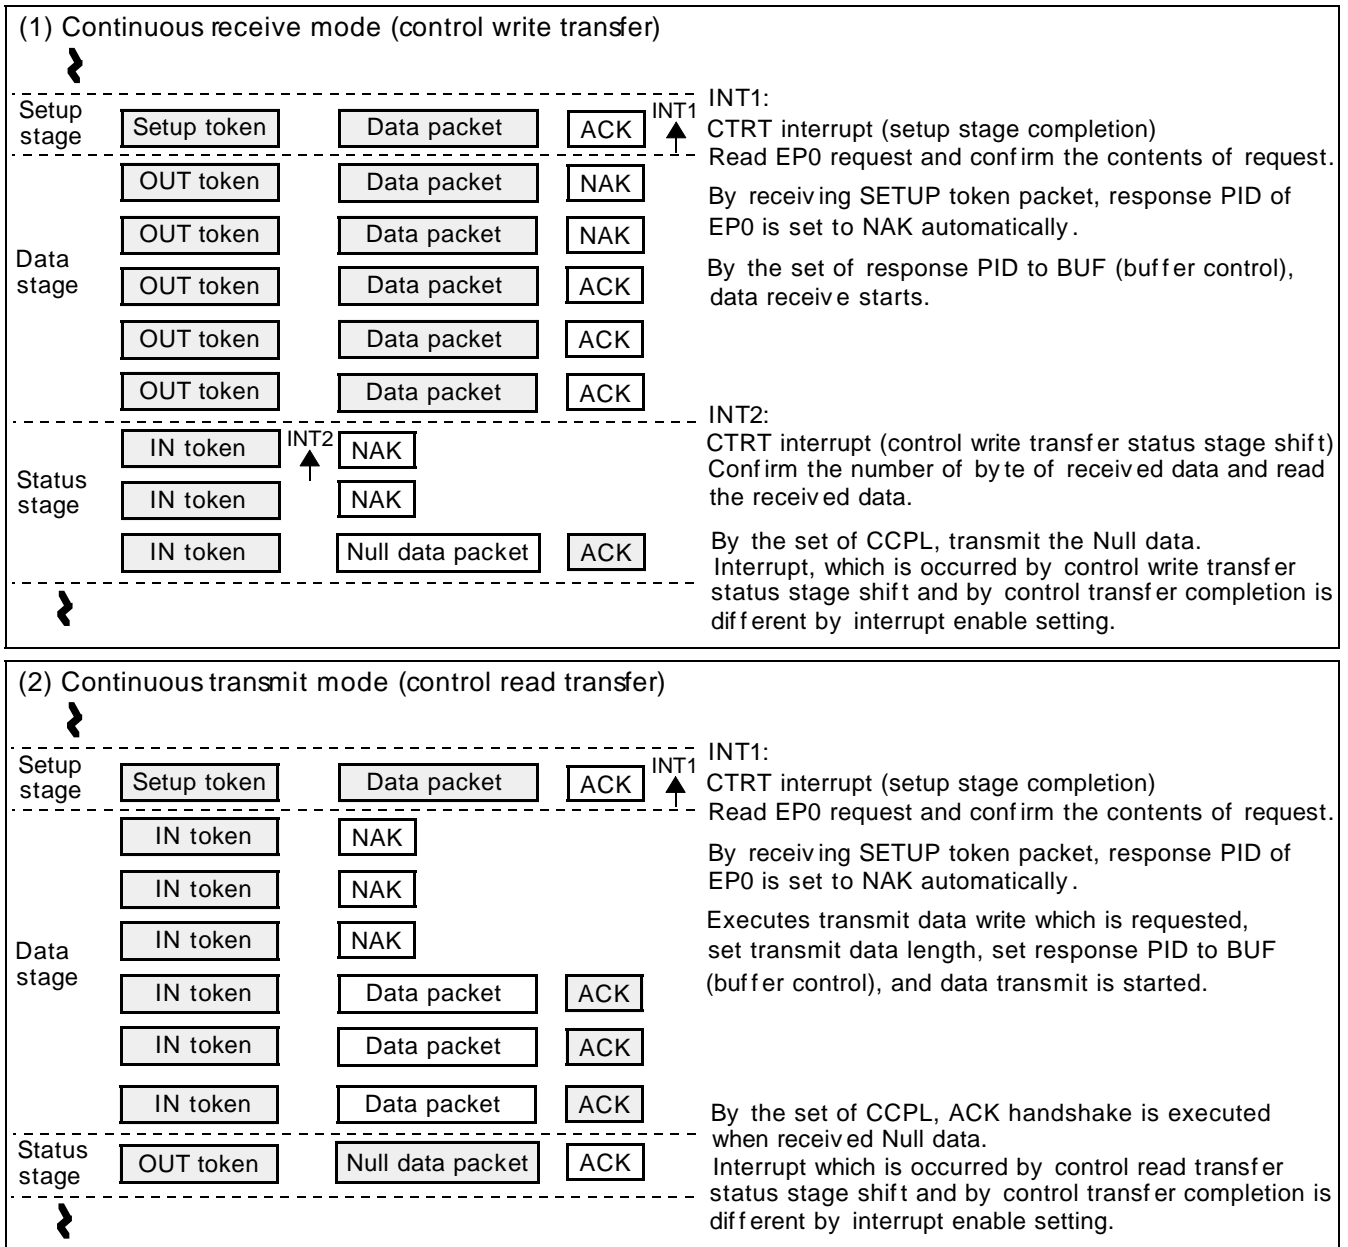 (1) Continuous receive mode (control write transfer)
Setup stage
Setup token Data packet ACK INT1
INT1:
CTRT interrupt (setup stage completion)
Read EP0 request and confirm the contents of request.
Data stage
OUT token Data packet NAK
OUT token Data packet NAK
OUT token Data packet ACK
OUT token Data packet ACK
OUT token Data packet ACK
By receiving SETUP token packet, response PID of
EP0 is set to NAK automatically.
By the set of response PID to BUF (buffer control),
data receive starts.
Status stage
IN token INT2 NAK
IN token NAK
IN token Null data packet ACK
INT2:
CTRT interrupt (control write transfer status stage shift)
Confirm the number of byte of received data and read
the received data.
By the set of CCPL, transmit the Null data.
Interrupt, which is occurred by control write transfer
status stage shift and by control transfer completion is
different by interrupt enable setting.
(2) Continuous transmit mode (control read transfer)
Setup stage
Setup token Data packet ACK INT1
INT1:
CTRT interrupt (setup stage completion)
Read EP0 request and confirm the contents of request.
Data stage
IN token NAK
IN token NAK
IN token NAK
IN token Data packet ACK
IN token Data packet ACK
IN token Data packet ACK
By receiving SETUP token packet, response PID of
EP0 is set to NAK automatically.
Executes transmit data write which is requested,
set transmit data length, set response PID to BUF
(buffer control), and data transmit is started.
Status stage
OUT token Null data packet ACK
By the set of CCPL, ACK handshake is executed
when received Null data.
Interrupt which is occurred by control read transfer
status stage shift and by control transfer completion is
different by interrupt enable setting.